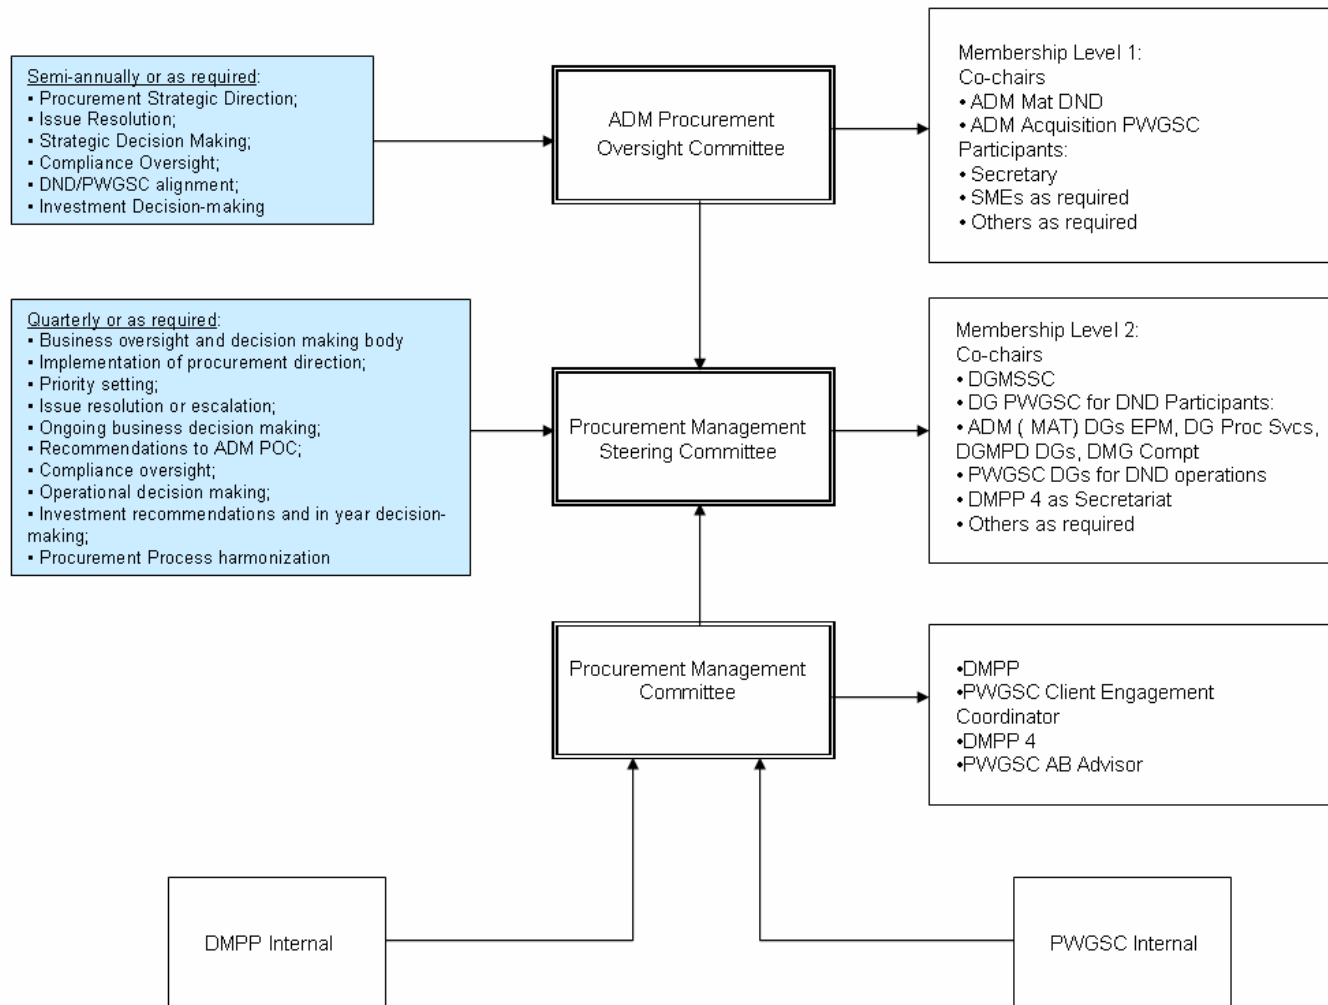 Semi-annually or as required:
▪ Procurement Strategic Direction;
▪ Issue Resolution;
▪ Strategic Decision Making;
▪ Compliance Oversight;
▪ DND/PWGSC alignment;
▪ Investment Decision-making
ADM Procurement
Oversight Committee
Membership Level 1:
Co-chairs
• ADM Mat DND
• ADM Acquisition PWGSC
Participants:
• Secretary
• SMEs as required
• Others as required
Quarterly or as required:
▪ Business oversight and decision making body
▪ Implementation of procurement direction;
▪ Priority setting;
▪ Issue resolution or escalation;
▪ Ongoing business decision making;
▪ Recommendations to ADM POC;
▪ Compliance oversight;
▪ Operational decision making;
▪ Investment recommendations and in year decision-
making;
▪ Procurement Process harmonization
Procurement Management
Steering Committee
Membership Level 2:
Co-chairs
• DGMSSC
• DG PWGSC for DND Participants:
• ADM ( MAT) DGs EPM, DG Proc Svcs,
DGMPD DGs, DMG Compt
• PWGSC DGs for DND operations
• DMPP 4 as Secretariat
• Others as required
Procurement Management
Committee
•DMPP
•PWGSC Client Engagement
Coordinator
•DMPP 4
•PWGSC AB Advisor
DMPP Internal
PWGSC Internal